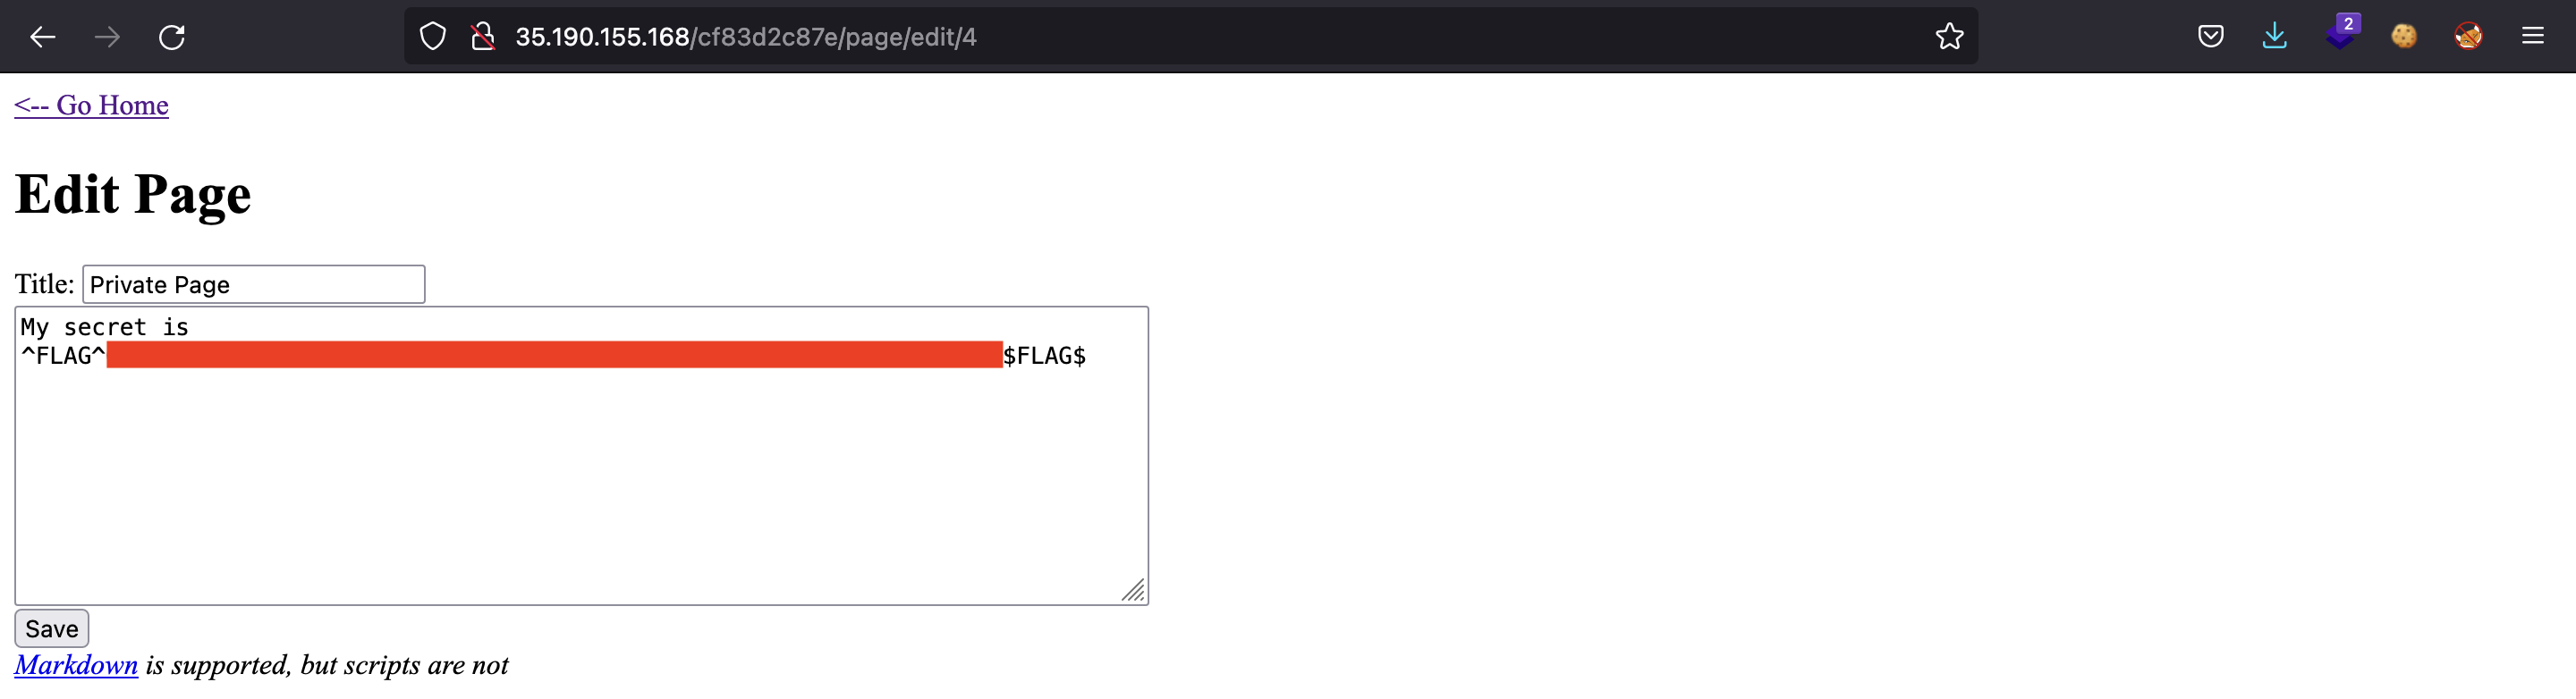 35.190.155.168/cf83d2c87e/page/edit/4
2
<-- Go Home
Edit Page
Title: Private Page
My secret is
^FLAG^ $FLAG$
Save
Markdown is supported, but scripts are not